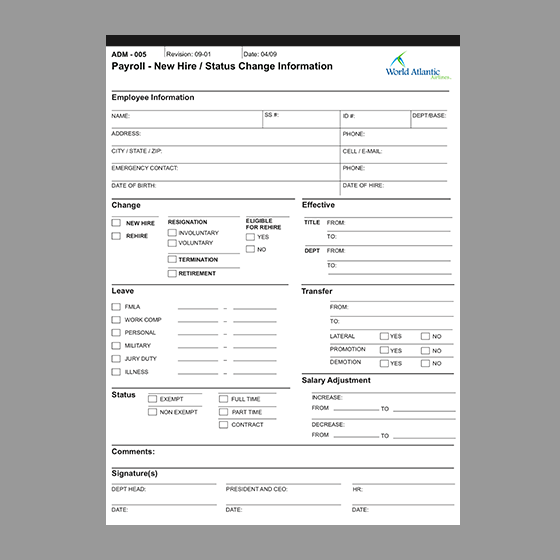 ADM - 005 Revision: 09-01 Date: 04/09
Payroll - New Hire / Status Change Information
World Atlantic
Airlines
Employee Information
NAME: SS #: ID #: DEPT/BASE:
ADDRESS: PHONE:
CITY / STATE / ZIP: CELL / E-MAIL:
EMERGENCY CONTACT: PHONE:
DATE OF BIRTH: DATE OF HIRE:
Change
NEW HIRE
REHIRE
RESIGNATION
INVOLUNTARY
VOLUNTARY
TERMINATION
RETIREMENT
ELIGIBLE
FOR REHIRE
YES
NO
Effective
TITLE FROM:
TO:
DEPT FROM:
TO:
Leave
FMLA –
WORK COMP –
PERSONAL –
MILITARY –
JURY DUTY –
ILLNESS –
Transfer
FROM:
TO:
LATERAL YES NO
PROMOTION YES NO
DEMOTION YES NO
Status
EXEMPT
NON EXEMPT
FULL TIME
PART TIME
CONTRACT
Salary Adjustment
INCREASE:
FROM TO
DECREASE:
FROM TO
Comments:
Signature(s)
DEPT HEAD: PRESIDENT AND CEO: HR:
DATE: DATE: DATE: